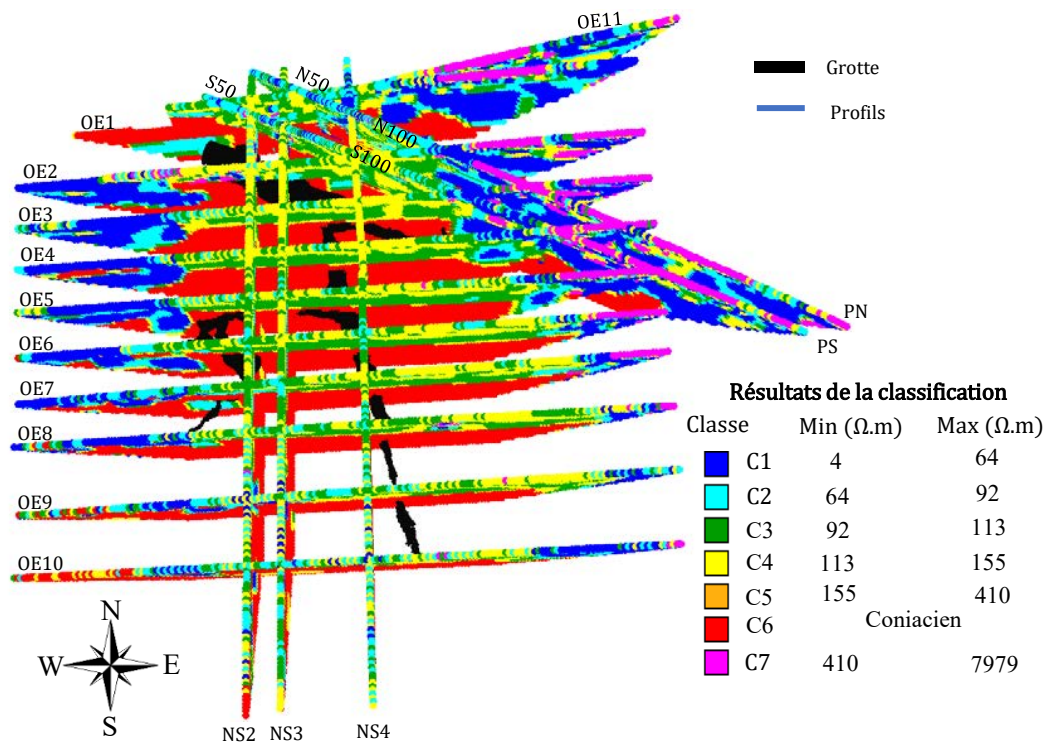 OE11
Grotte
Profils
S50
N50
N100
S100
OE1
OE2
OE3
OE4
OE5
OE6
OE7
OE8
OE9
OE10
PN
PS
NS2
NS3
NS4
N
W
E
S
Résultats de la classification
Classe Min (Ω.m) Max (Ω.m)
C1 4 64
C2 64 92
C3 92 113
C4 113 155
C5 155 410
C6 Coniacien
C7 410 7979